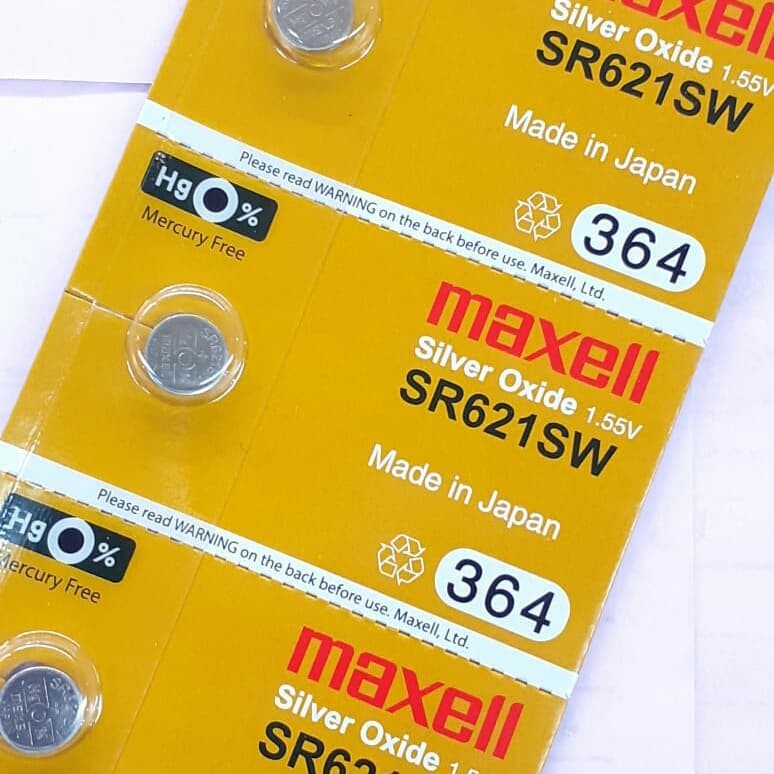 maxell
Silver Oxide 1.55V
SR621SW
Made in Japan
364
Please read WARNING on the back before use. Maxell, Ltd.
Hg 0%
Mercury Free
maxell
Silver Oxide 1.55V
SR621SW
Made in Japan
364
Please read WARNING on the back before use. Maxell, Ltd.
Hg 0%
Mercury Free
maxell
Silver Oxide
SR621